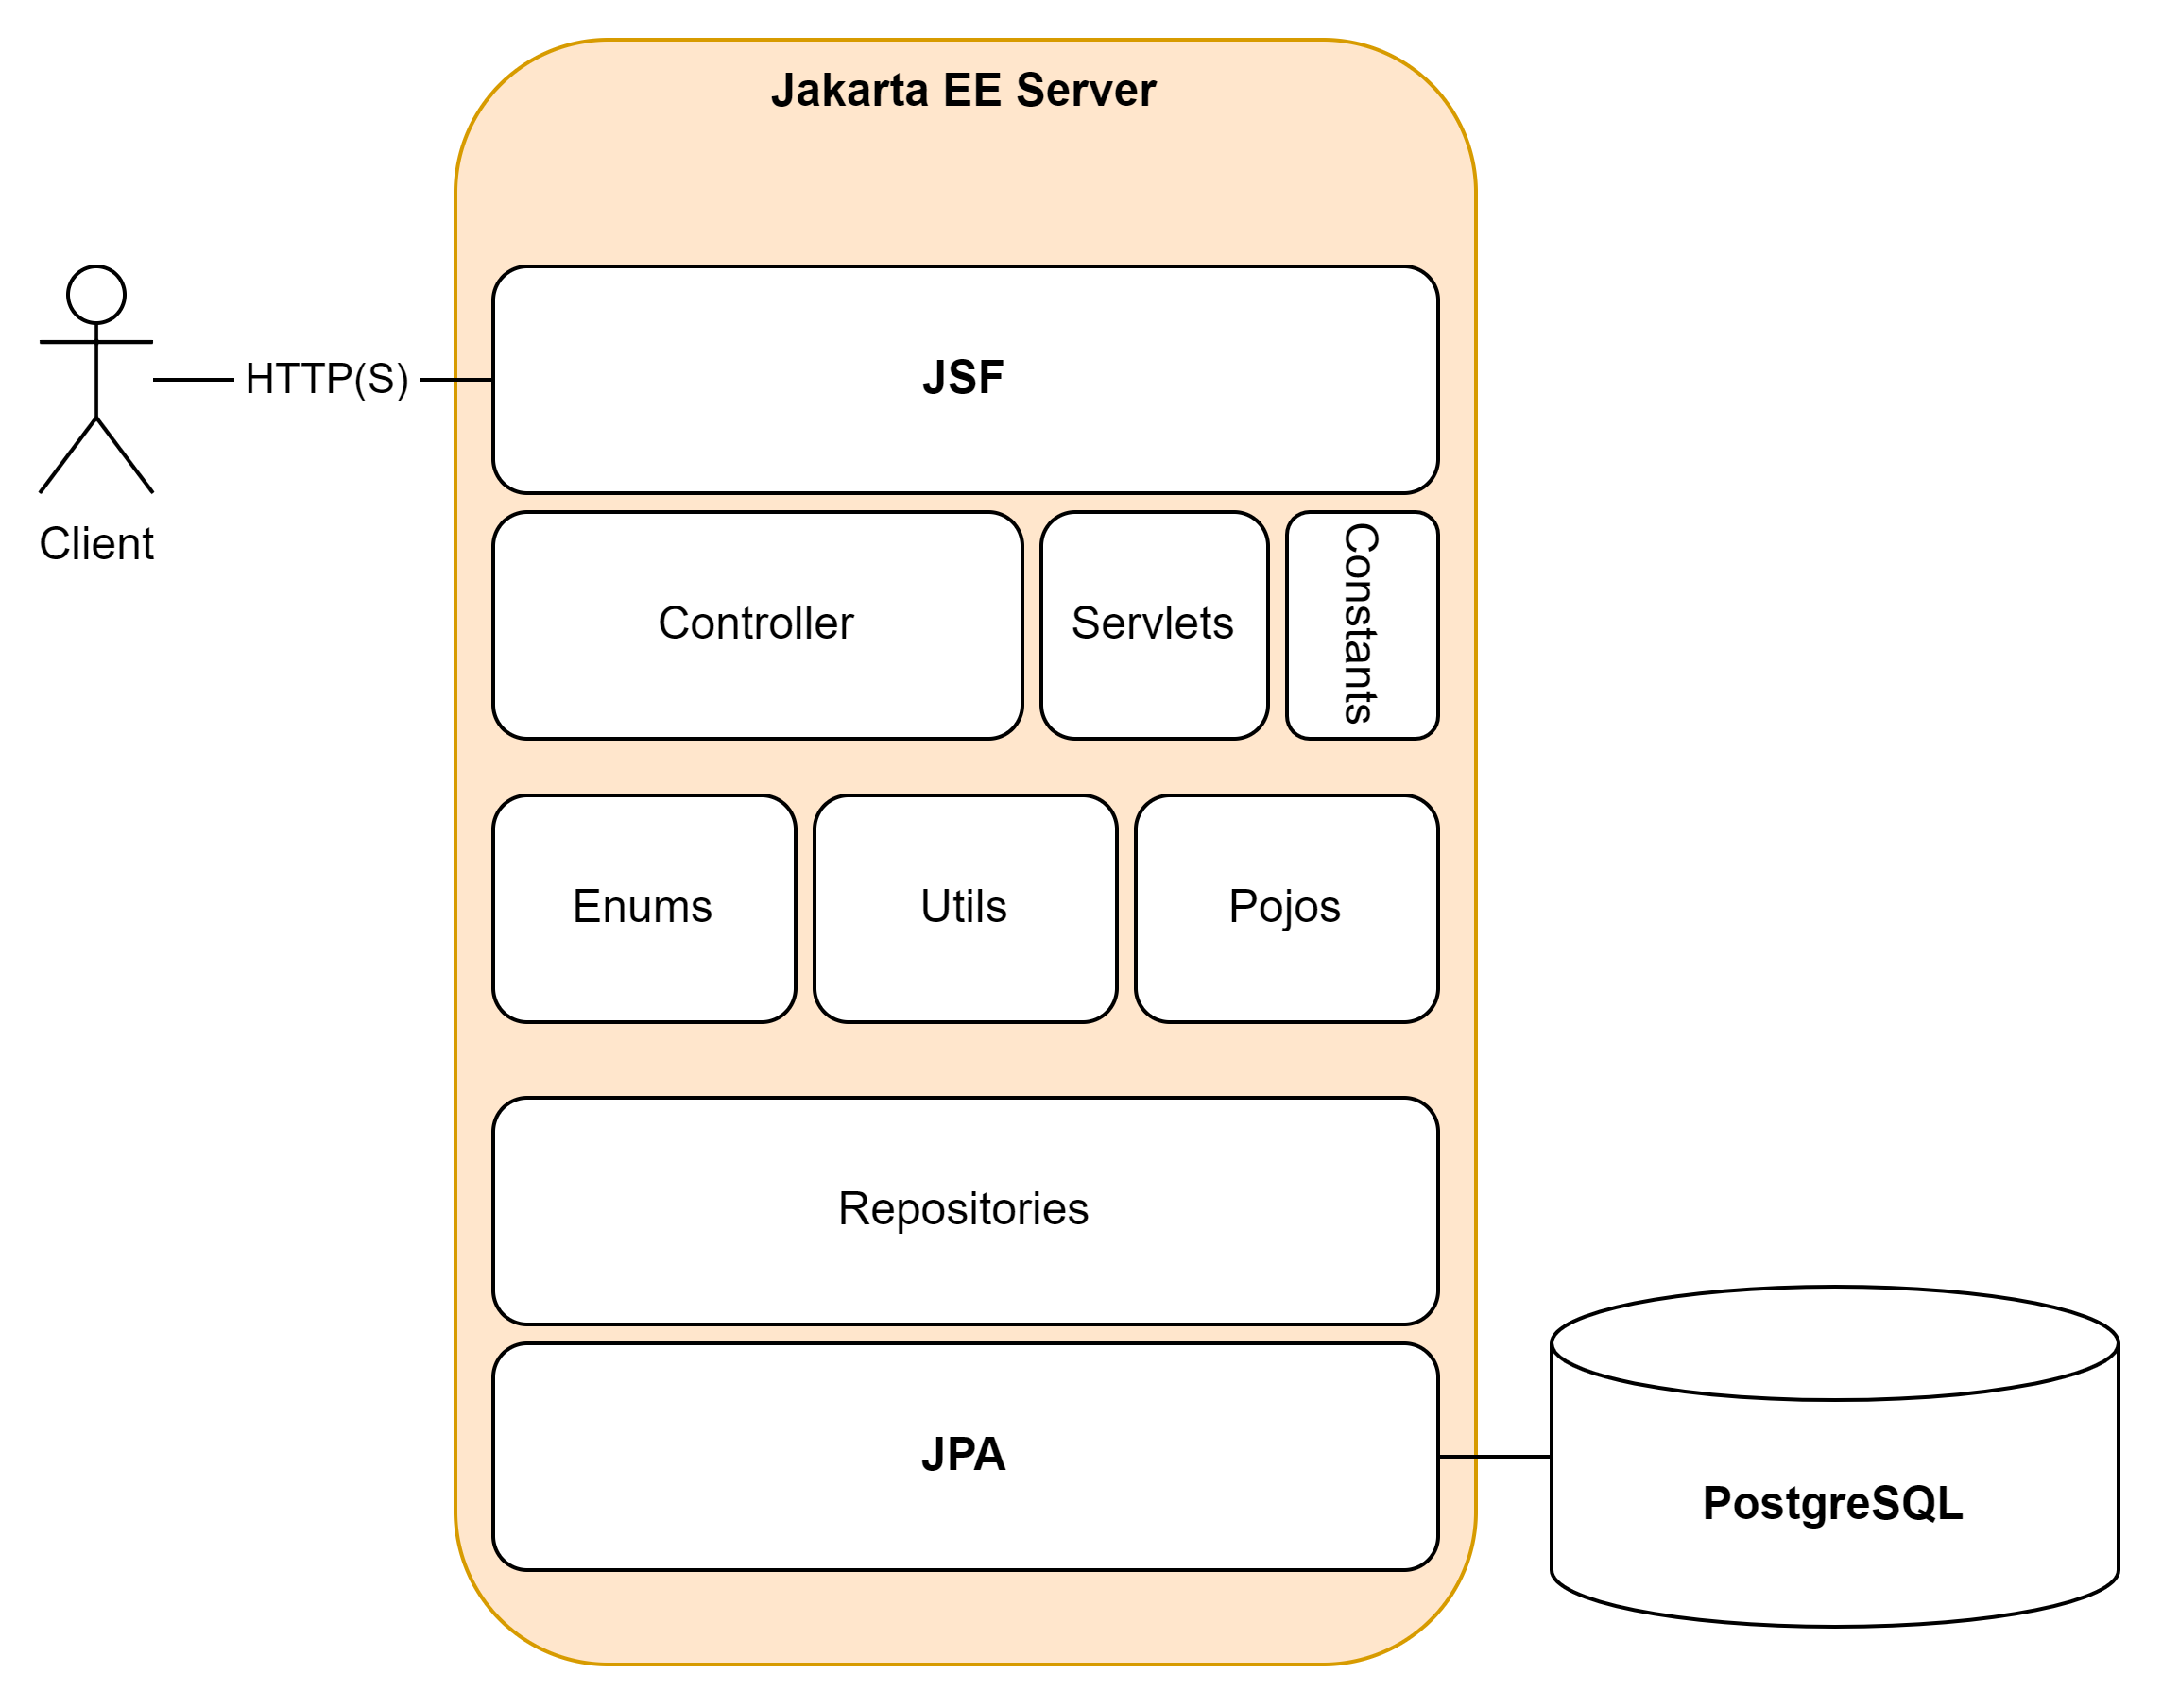 Jakarta EE Server
JSF
HTTP(S)
Client
Controller
Servlets
Constants
Enums
Utils
Pojos
Repositories
JPA
PostgreSQL